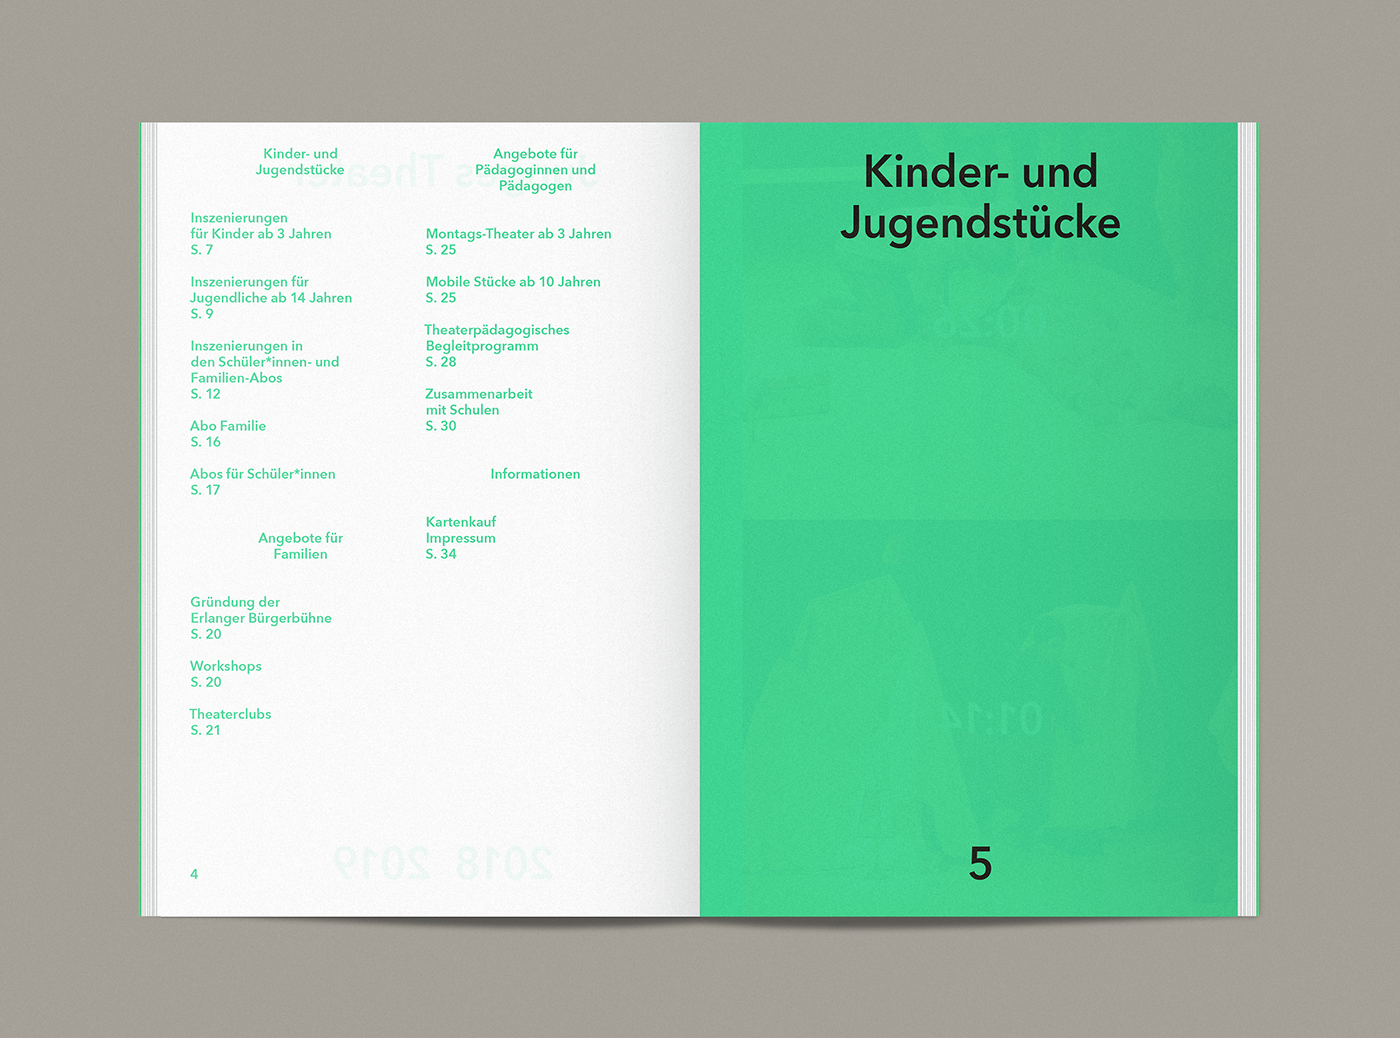 Kinder- und
Jugendstücke
Inszenierungen
für Kinder ab 3 Jahren
S. 7
Inszenierungen für
Jugendliche ab 14 Jahren
S. 9
Inszenierungen in
den Schüler*innen- und
Familien-Abos
S. 12
Abo Familie
S. 16
Abos für Schüler*innen
S. 17
Angebote für
Familien
Gründung der
Erlanger Bürgerbühne
S. 20
Workshops
S. 20
Theaterclubs
S. 21
4
Angebote für
Pädagoginnen und
Pädagogen
Montags-Theater ab 3 Jahren
S. 25
Mobile Stücke ab 10 Jahren
S. 25
Theaterpädagogisches
Begleitprogramm
S. 28
Zusammenarbeit
mit Schulen
S. 30
Informationen
Kartenkauf
Impressum
S. 34
2018 2019
Kinder- und
Jugendstücke
01:14
5